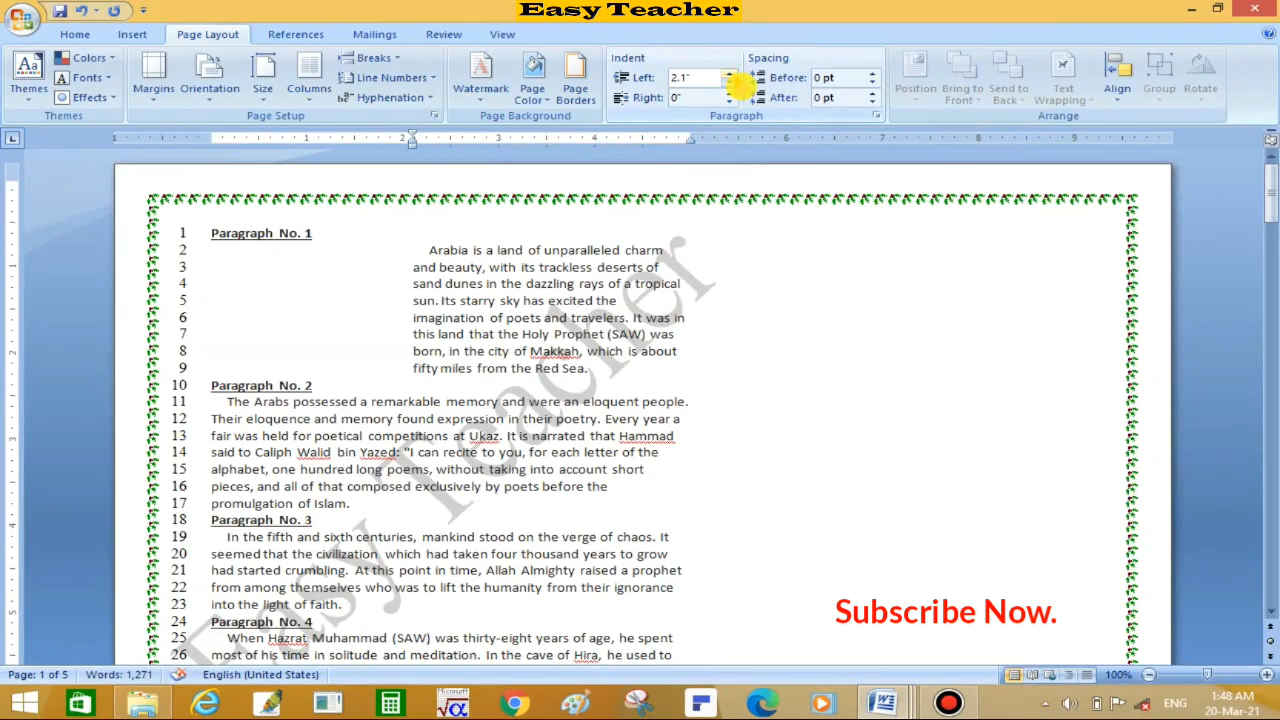 Easy Teacher
Home Insert Page Layout References Mailings Review View
Themes Colors Fonts Effects
Margins Orientation Size Columns Breaks Line Numbers Hyphenation
Watermark Page Color Page Borders
Indent Left: 2.1" Right: 0"
Spacing Before: 0 pt After: 0 pt
Position Bring to Front Send to Back Text Wrapping Align Group Rotate
Themes Page Setup Page Background Paragraph Arrange
1 1 2 3 4 6 7 8 9
1 Paragraph No. 1
2 Arabia is a land of unparalleled charm
3 and beauty, with its trackless deserts of
4 sand dunes in the dazzling rays of a tropical
5 sun. Its starry sky has excited the
6 imagination of poets and travelers. It was in
7 this land that the Holy Prophet (SAW) was
8 born, in the city of Makkah, which is about
9 fifty miles from the Red Sea.
10 Paragraph No. 2
11 The Arabs possessed a remarkable memory and were an eloquent people.
12 Their eloquence and memory found expression in their poetry. Every year a
13 fair was held for poetical competitions at Ukaz. It is narrated that Hammad
14 said to Caliph Walid bin Yazed: "I can recite to you, for each letter of the
15 alphabet, one hundred long poems, without taking into account short
16 pieces, and all of that composed exclusively by poets before the
17 promulgation of Islam.
18 Paragraph No. 3
19 In the fifth and sixth centuries, mankind stood on the verge of chaos. It
20 seemed that the civilization which had taken four thousand years to grow
21 had started crumbling. At this point in time, Allah Almighty raised a prophet
22 from among themselves who was to lift the humanity from their ignorance
23 into the light of faith.
24 Paragraph No. 4
25 When Hazrat Muhammad (SAW) was thirty-eight years of age, he spent
26 most of his time in solitude and meditation. In the cave of Hira, he used to
Easy Teacher
Subscribe Now.
Page: 1 of 5 Words: 1,271 English (United States) 100%
Microsoft
ENG
1:48 AM
20-Mar-21